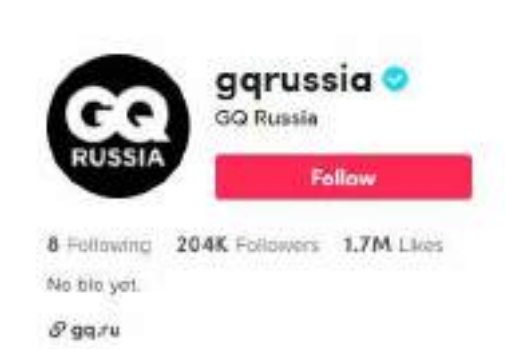 GQ
RUSSIA
gqrussia
GQ Russia
Follow
8 Following 204K Followers 1.7M Likes
No bio yet.
gq.ru